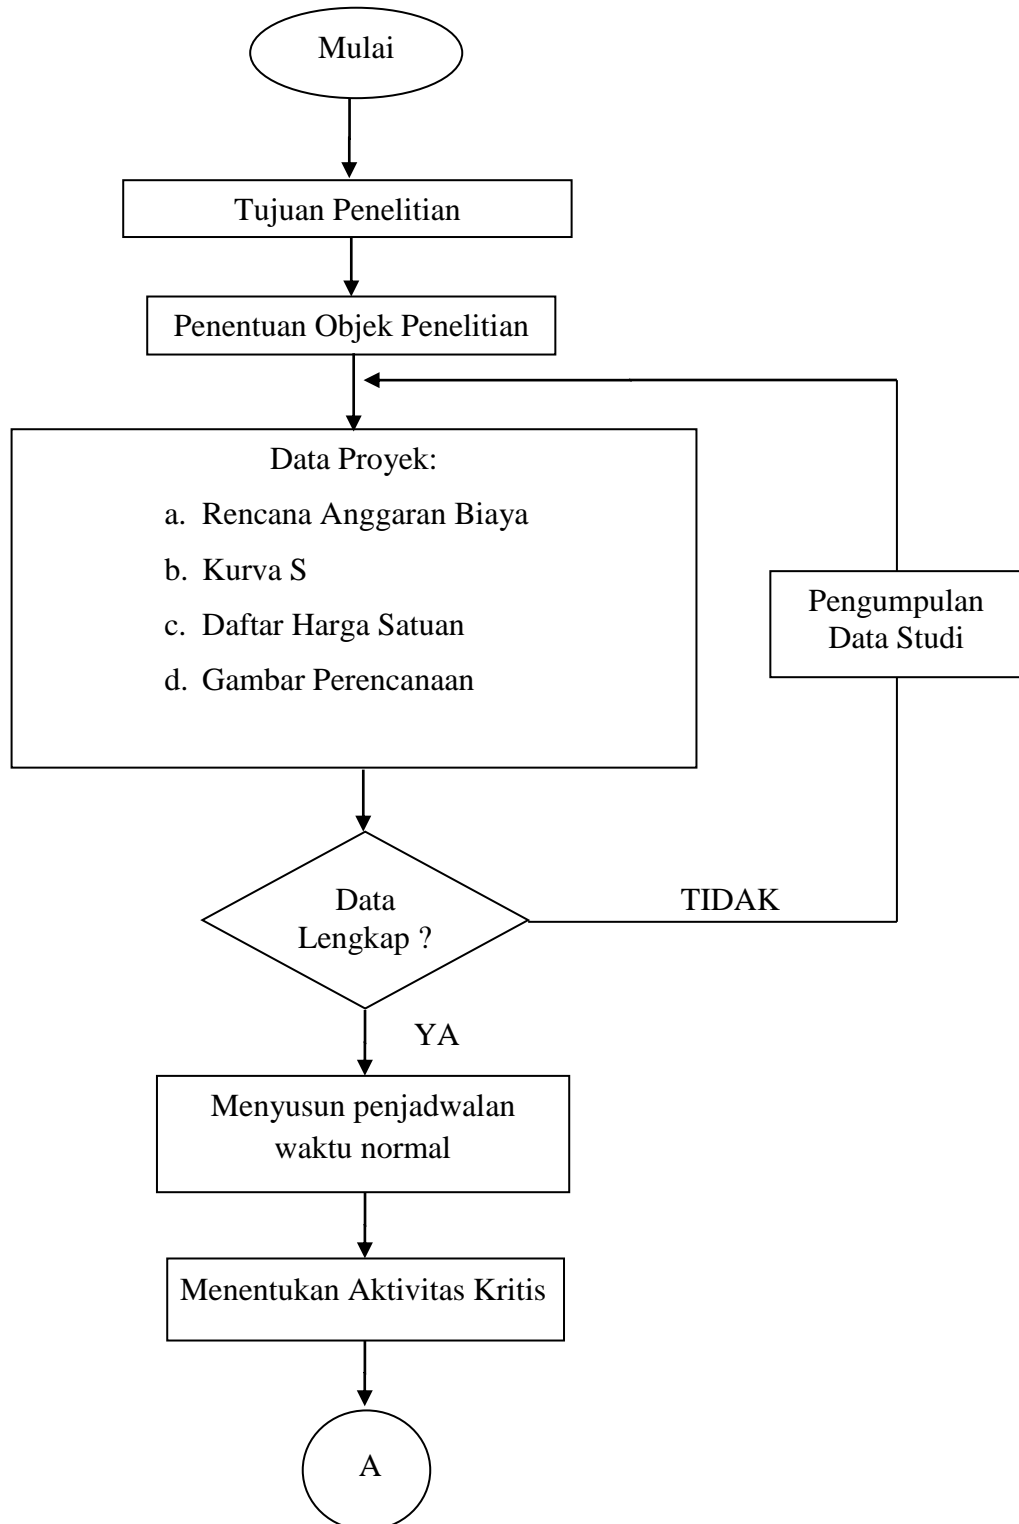 Mulai
Tujuan Penelitian
Penentuan Objek Penelitian
Data Proyek:
a. Rencana Anggaran Biaya
b. Kurva S
c. Daftar Harga Satuan
d. Gambar Perencanaan
Pengumpulan
Data Studi
Data
Lengkap ?
TIDAK
YA
Menyusun penjadwalan
waktu normal
Menentukan Aktivitas Kritis
A